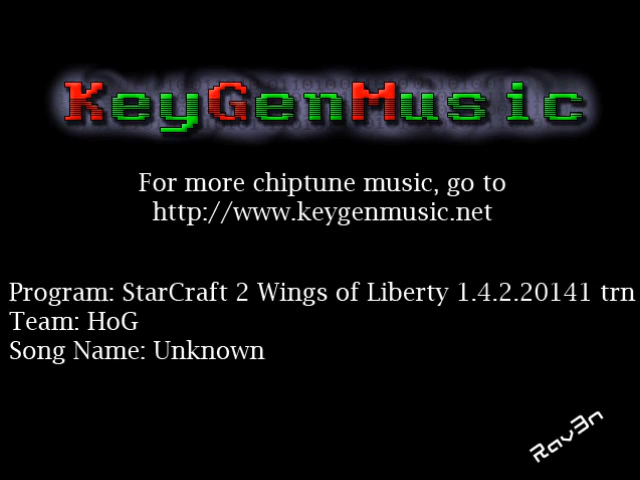 KeyGenMusic
For more chiptune music, go to
http://www.keygenmusic.net
Program: StarCraft 2 Wings of Liberty 1.4.2.20141 trn
Team: HoG
Song Name: Unknown
Rav3n